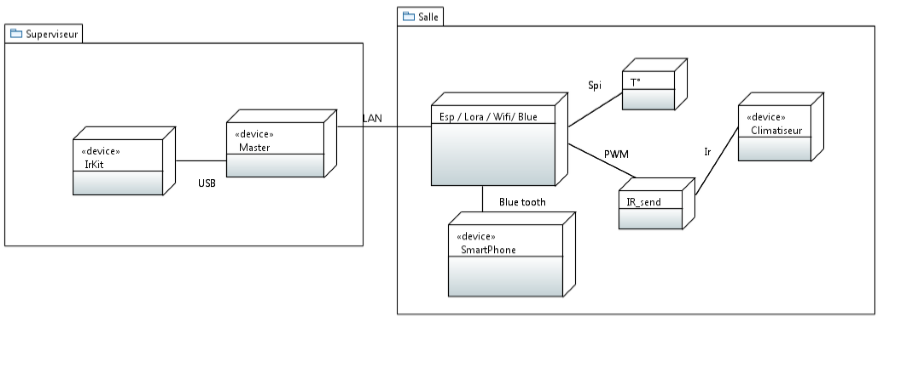 Superviseur
«device»
IrKit
USB
«device»
Master
LAN
Salle
Esp / Lora / Wifi/ Blue
Spi
T°
PWM
IR_send
Ir
«device»
Climatiseur
Blue tooth
«device»
SmartPhone